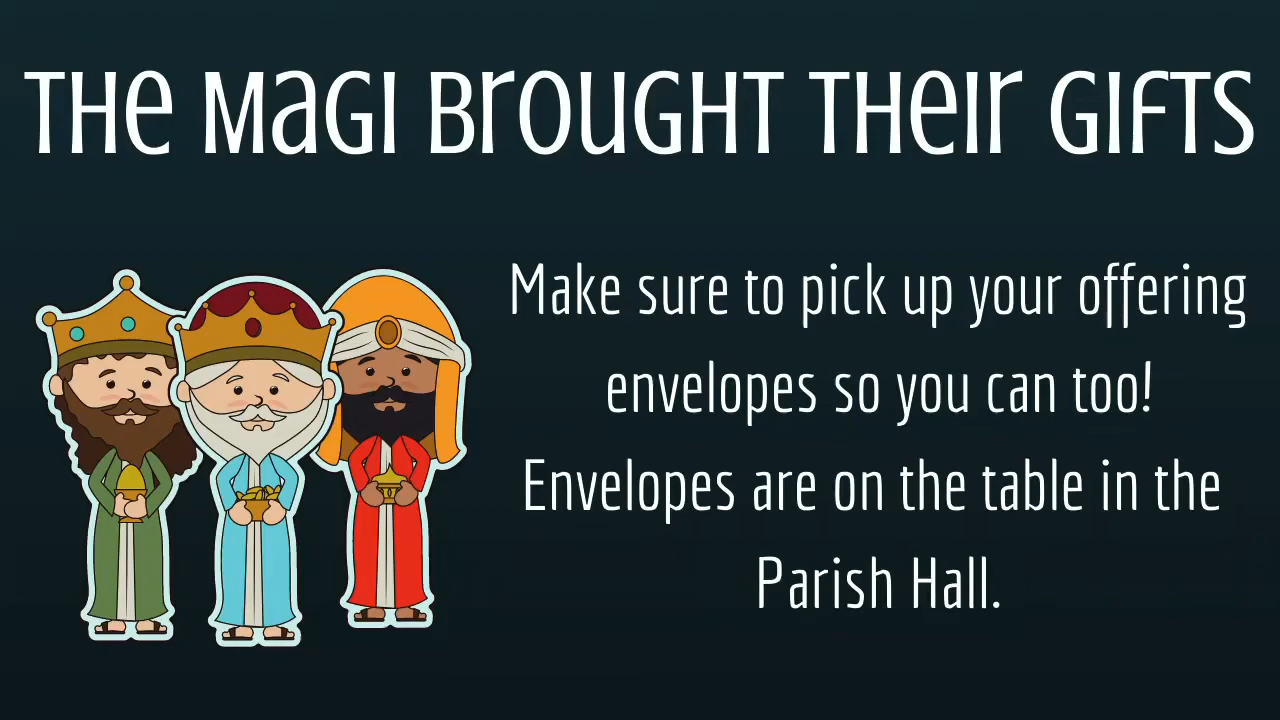 THe MaGI BrouGHT THeIr GIFTS
Make sure to pick up your offering
envelopes so you can too!
Envelopes are on the table in the
Parish Hall.